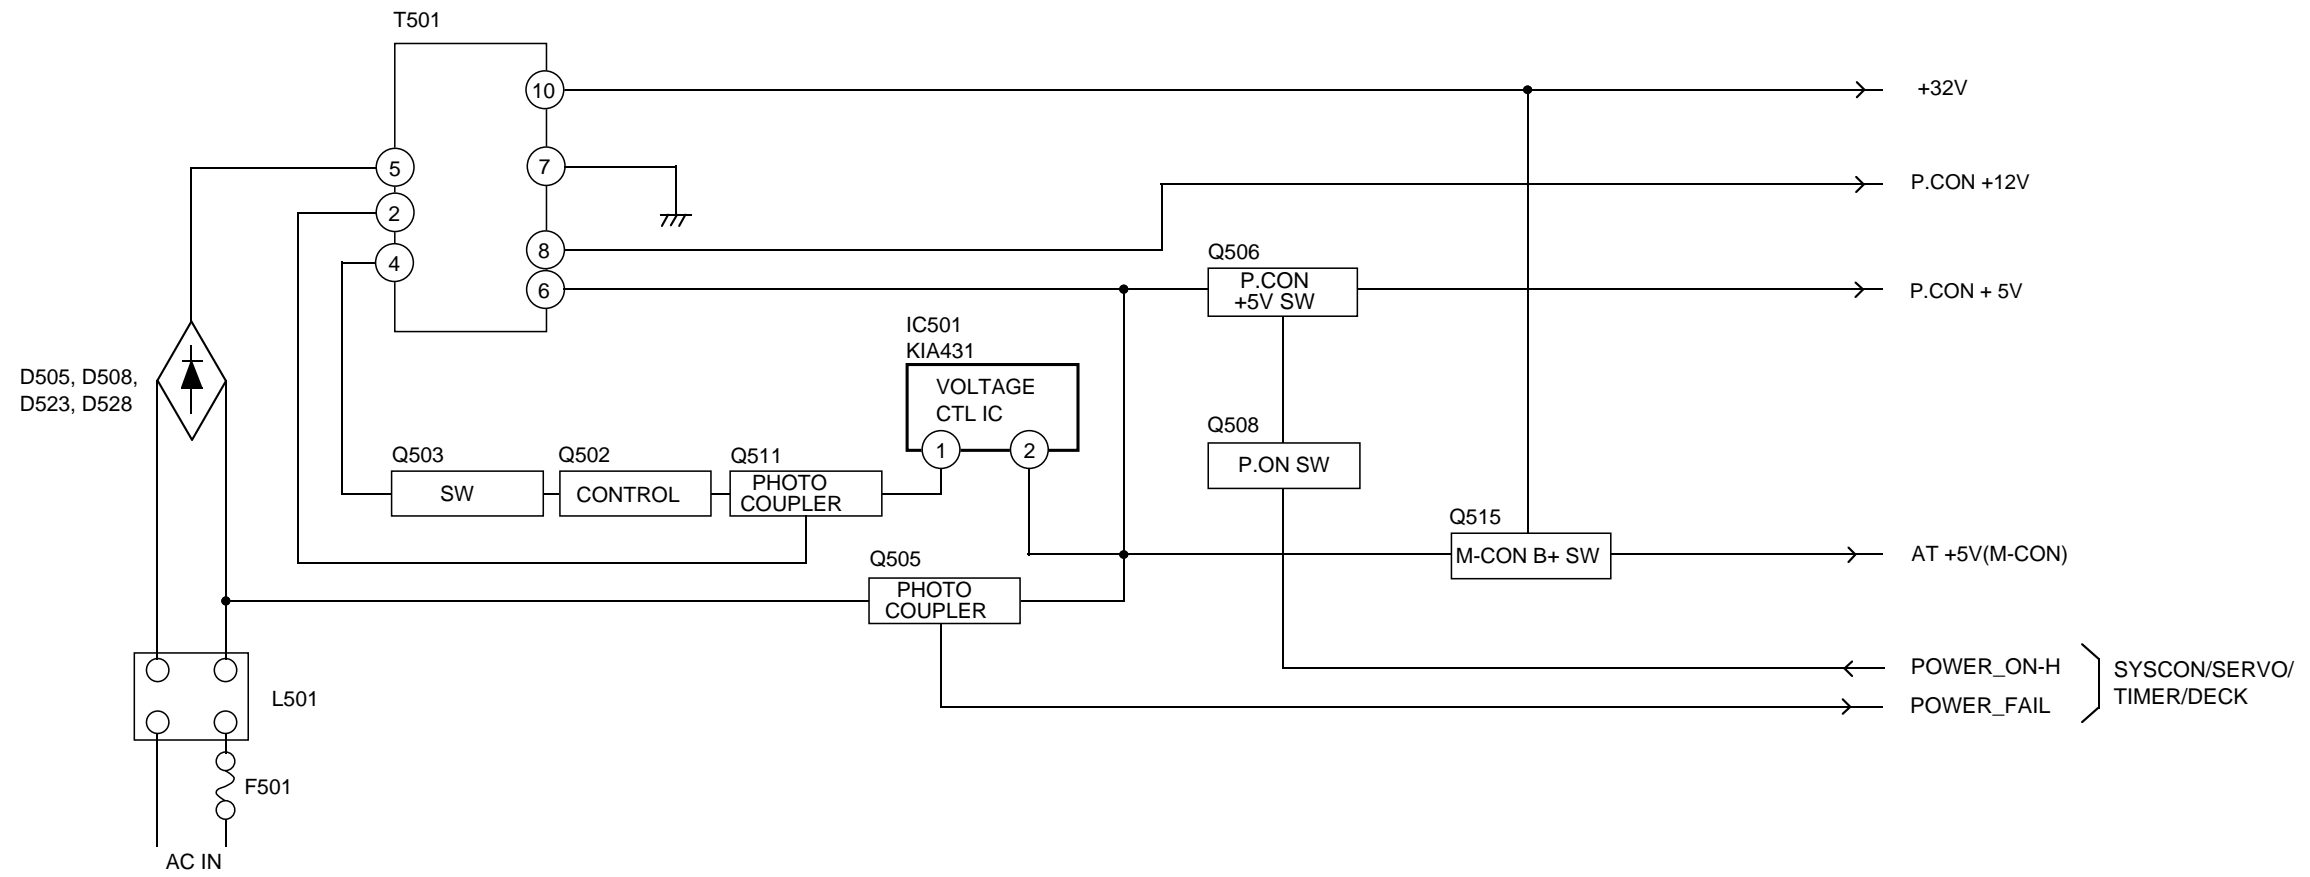 T501
10
+32V
5
7
P.CON +12V
2
8
4
Q506
6
P.CON
+5V SW
P.CON + 5V
IC501
KIA431
D505, D508,
D523, D528
VOLTAGE
CTL IC
1
2
Q508
P.ON SW
Q503
SW
Q502
CONTROL
Q511
PHOTO
COUPLER
Q515
M-CON B+ SW
AT +5V(M-CON)
Q505
PHOTO
COUPLER
POWER_ON-H
POWER_FAIL
SYSCON/SERVO/
TIMER/DECK
L501
F501
AC IN